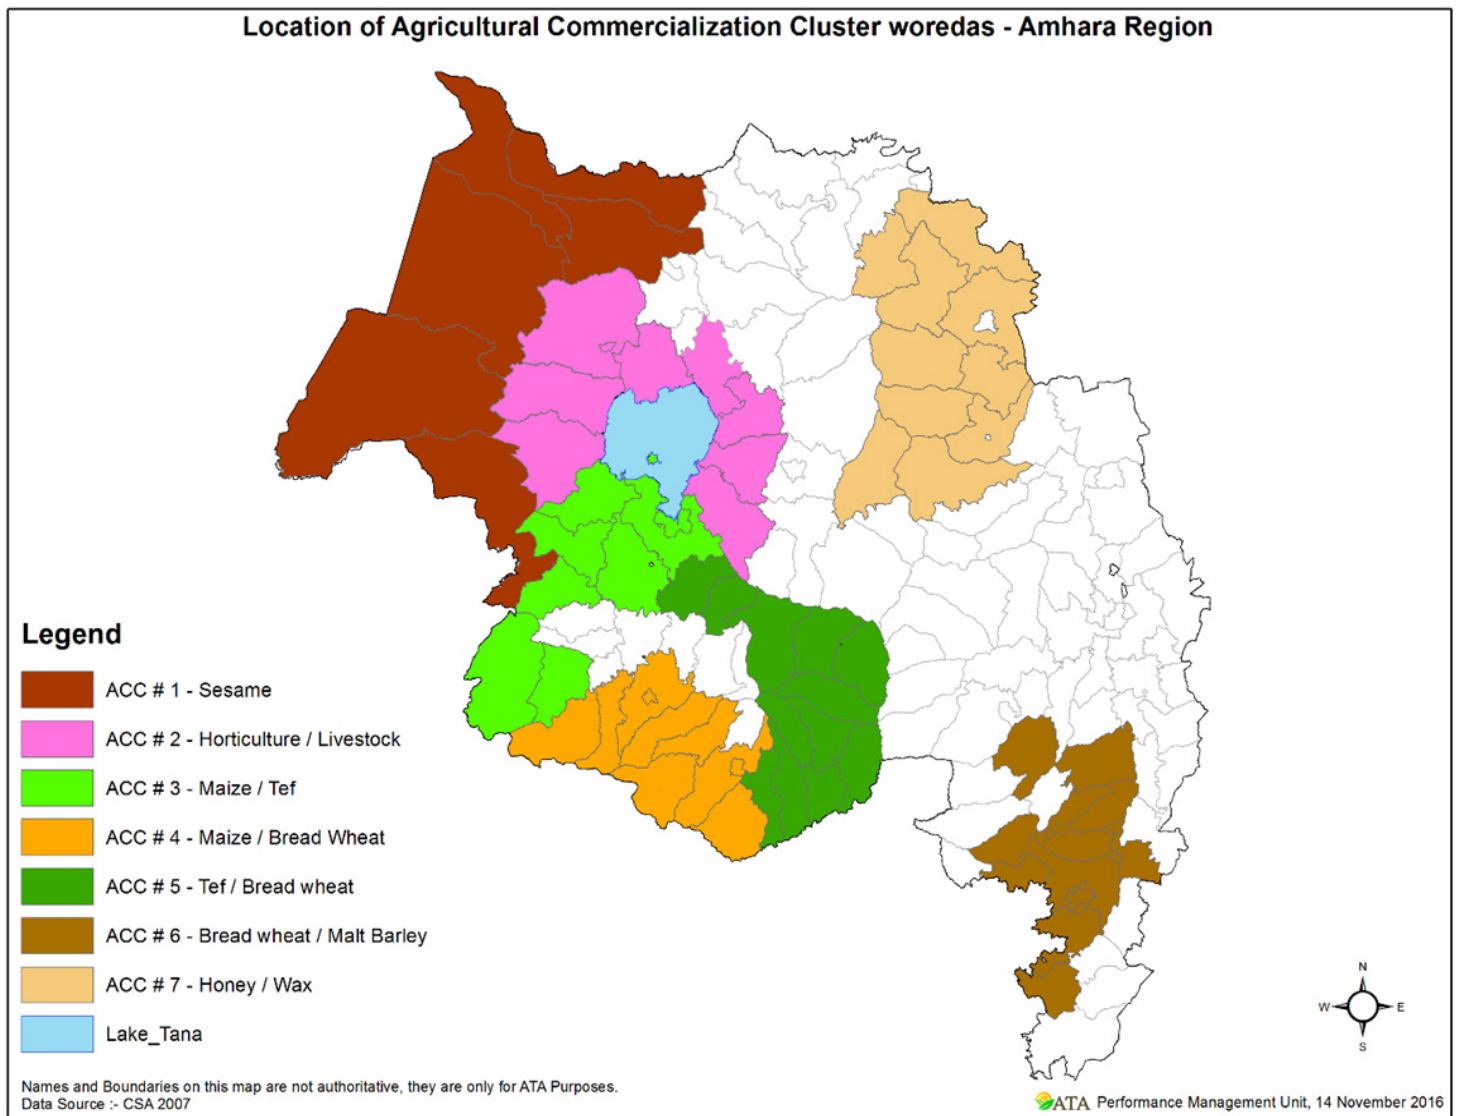 Location of Agricultural Commercialization Cluster woredas - Amhara Region
Legend
ACC # 1 - Sesame
ACC # 2 - Horticulture / Livestock
ACC # 3 - Maize / Tef
ACC # 4 - Maize / Bread Wheat
ACC # 5 - Tef / Bread wheat
ACC # 6 - Bread wheat / Malt Barley
ACC # 7 - Honey / Wax
Lake_Tana
N
W E
S
Names and Boundaries on this map are not authoritative, they are only for ATA Purposes.
Data Source :- CSA 2007
ATA Performance Management Unit, 14 November 2016